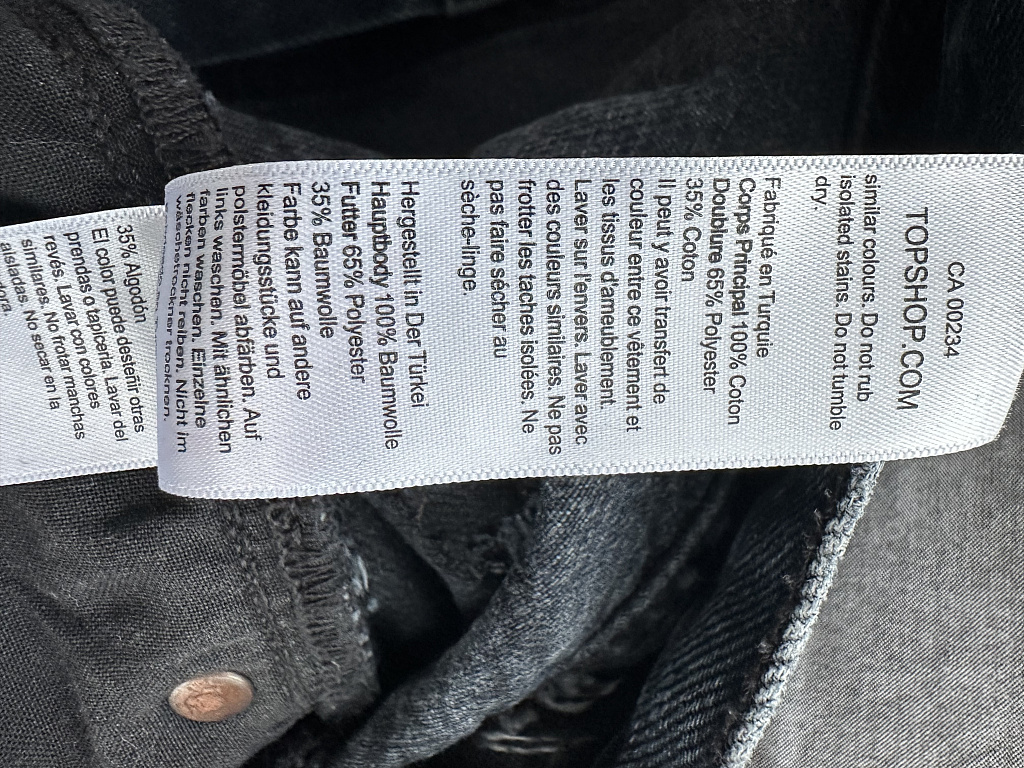 CA 00234
TOPSHOP.COM
similar colours. Do not rub
isolated stains. Do not tumble
dry.
Fabriqué en Turquie
Corps Principal 100% Coton
Doublure 65% Polyester
35% Coton
Il peut y avoir transfert de
couleur entre ce vêtement et
les tissus d'ameublement.
Laver sur l'envers. Laver avec
des couleurs similaires. Ne pas
frotter les taches isolées. Ne
pas faire sécher au
sèche-linge.
Hergestellt in Der Türkei
Hauptbody 100% Baumwolle
Futter 65% Polyester
35% Baumwolle
Farbe kann auf andere
kleidungsstücke und
polstermöbel abfärben. Auf
links waschen. Mit ähnlichen
farben waschen. Einzelne
flecken nicht reiben. Nicht im
wäschetrockner trocknen.
35% Algodón
El color puede desteñir otras
prendas o tapicería. Lavar del
revés. Lavar con colores
similares. No frotar manchas
aisladas. No secar en la